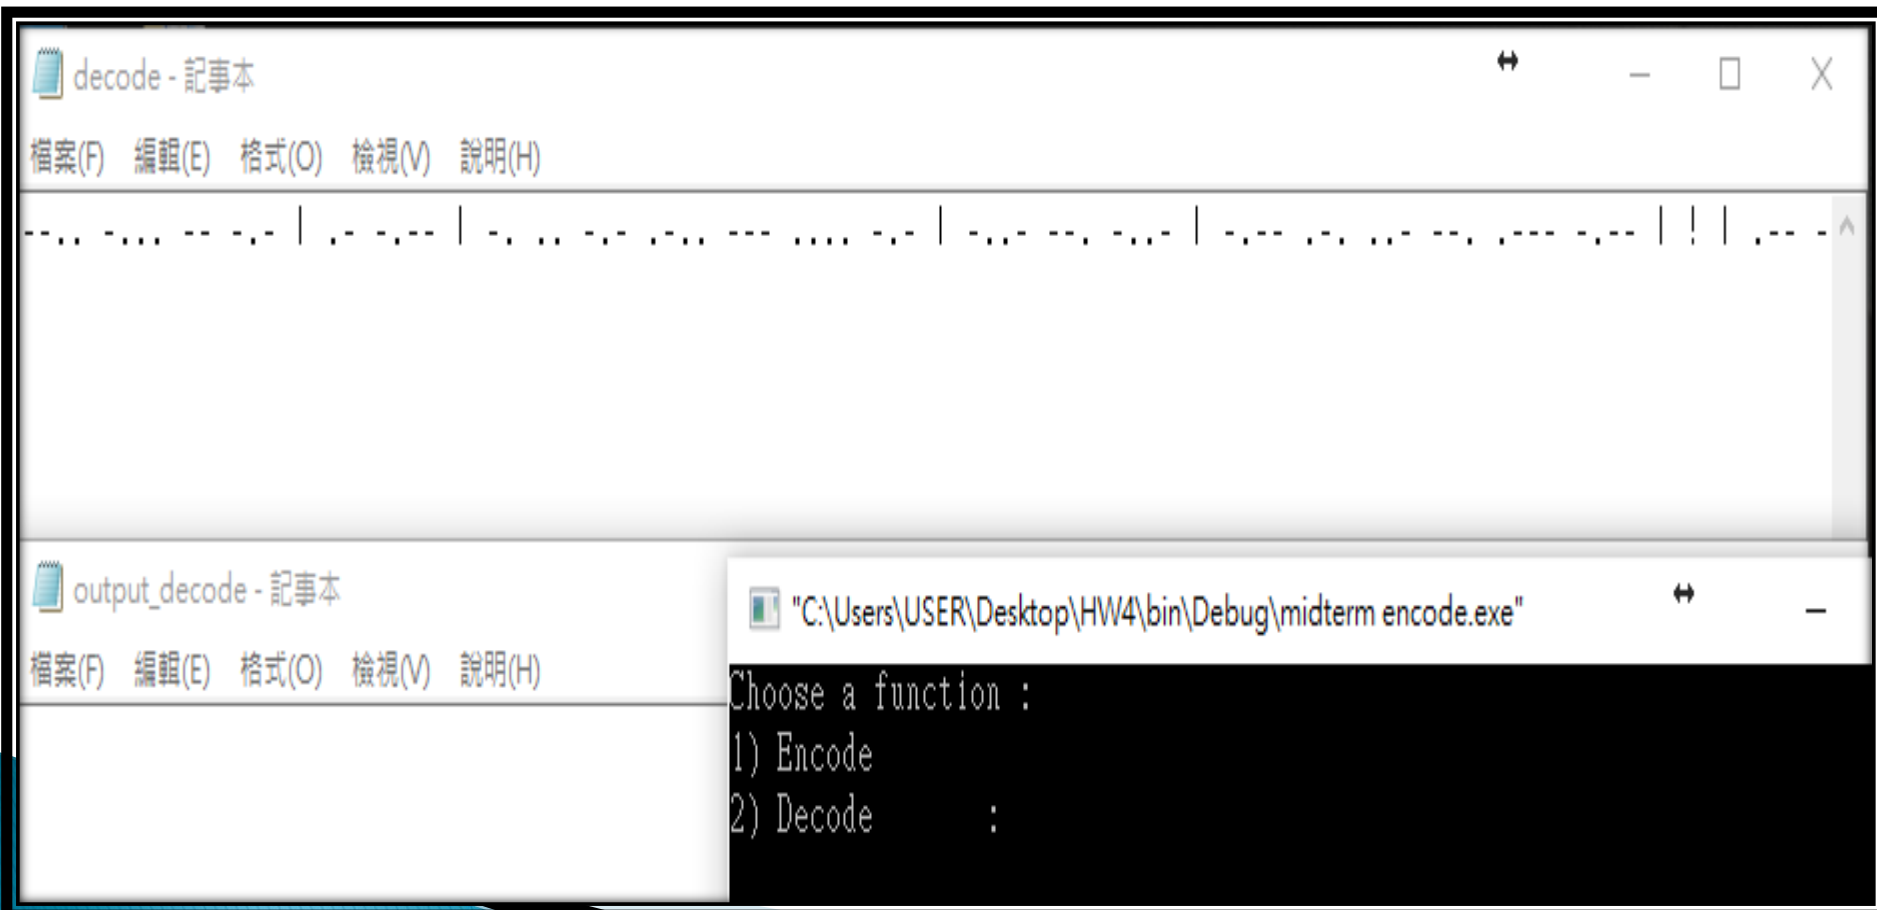 decode - 記事本
檔案(F) 編輯(E) 格式(O) 檢視(V) 說明(H)
--.. -... -- -.- | .- -.-- | -. .. -.- .-.. --- .... -.- | -..- --. -..- | -.-- .-. ..- --. .--- -.-- | ! | .-- -
output_decode - 記事本
檔案(F) 編輯(E) 格式(O) 檢視(V) 說明(H)
"C:\Users\USER\Desktop\HW4\bin\Debug\midterm encode.exe"
Choose a function :
1) Encode
2) Decode :